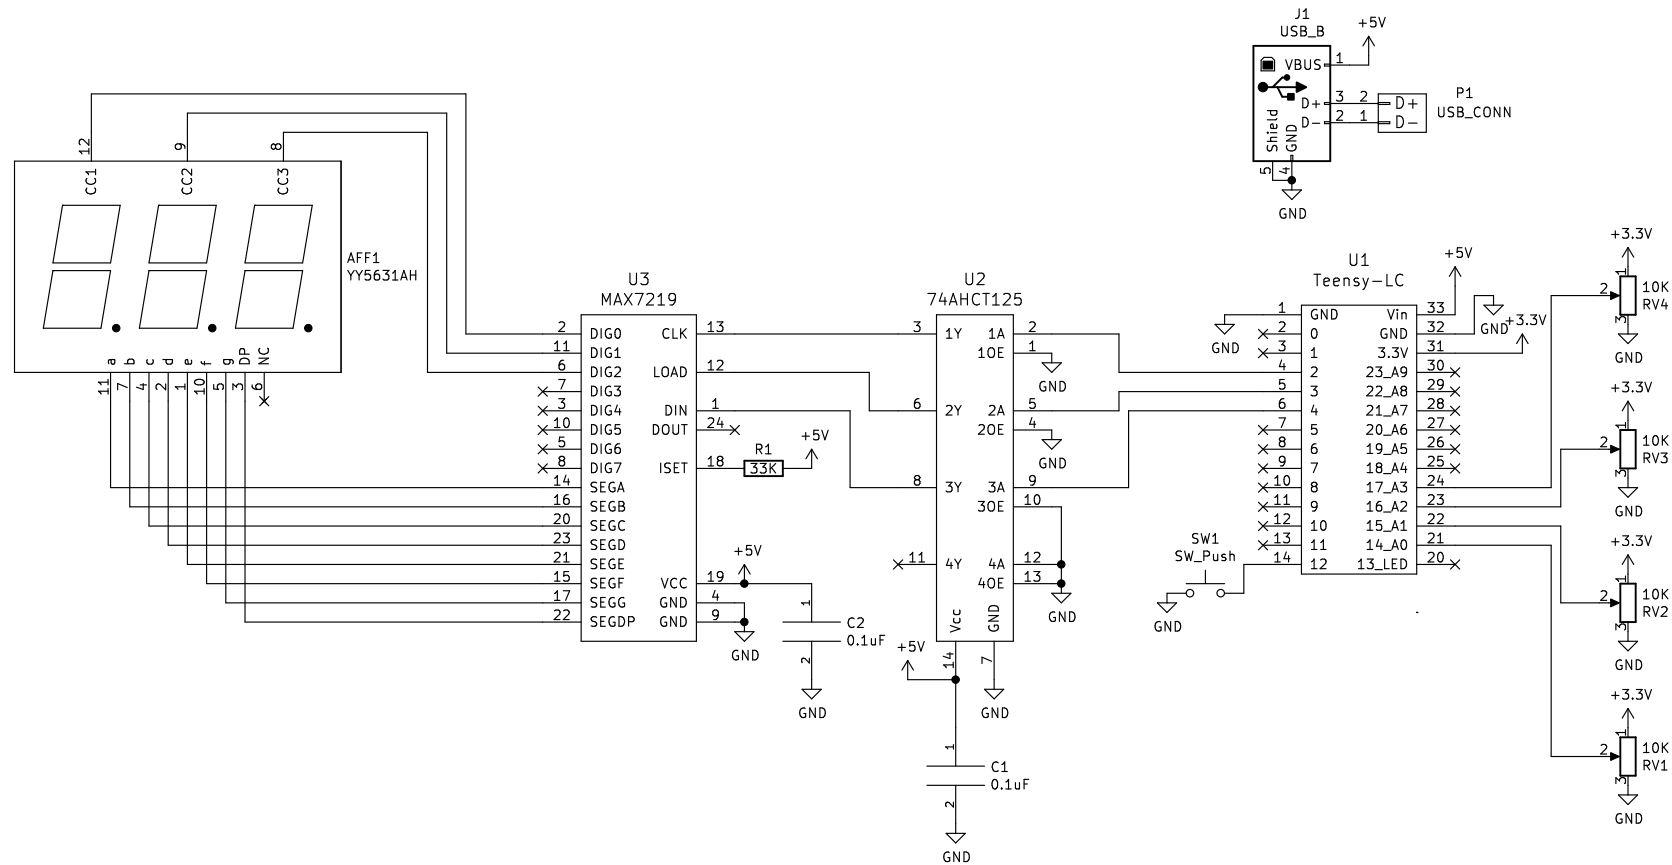 J1
USB_B
+5V
VBUS 1
D+ 3 2 D+
D- 2 1 D-
Shield
GND
5
4
GND
P1
USB_CONN
12
9
8
CC1
CC2
CC3
AFF1
YY5631AH
a
b
c
d
e
f
g
DP
NC
11
7
4
2
1
10
5
3
6
U3
MAX7219
2 DIG0
11 DIG1
6 DIG2
7 DIG3
3 DIG4
10 DIG5
5 DIG6
8 DIG7
14 SEGA
16 SEGB
20 SEGC
23 SEGD
21 SEGE
15 SEGF
17 SEGG
22 SEGDP
CLK 13
LOAD 12
DIN 1
DOUT 24
ISET 18
VCC 19
GND 4
GND 9
R1
33K
+5V
+5V
GND
1
C2
0.1uF
2
GND
U2
74AHCT125
3 1Y
6 2Y
8 3Y
11 4Y
1A 2
1OE 1
2A 5
2OE 4
3A 9
3OE 10
4A 12
4OE 13
Vcc
GND
14
7
GND
GND
GND
GND
+5V
1
C1
0.1uF
2
GND
U1
Teensy-LC
1 GND
2 0
3 1
4 2
5 3
6 4
7 5
8 6
9 7
10 8
11 9
12 10
13 11
14 12
Vin 33
GND 32
3.3V 31
23_A9 30
22_A8 29
21_A7 28
20_A6 27
19_A5 26
18_A4 25
17_A3 24
16_A2 23
15_A1 22
14_A0 21
13_LED 20
GND
+5V
GND
+3.3V
SW1
SW_Push
GND
+3.3V
1
2
3
10K
RV4
GND
+3.3V
1
2
3
10K
RV3
GND
+3.3V
1
2
3
10K
RV2
GND
+3.3V
1
2
3
10K
RV1
GND